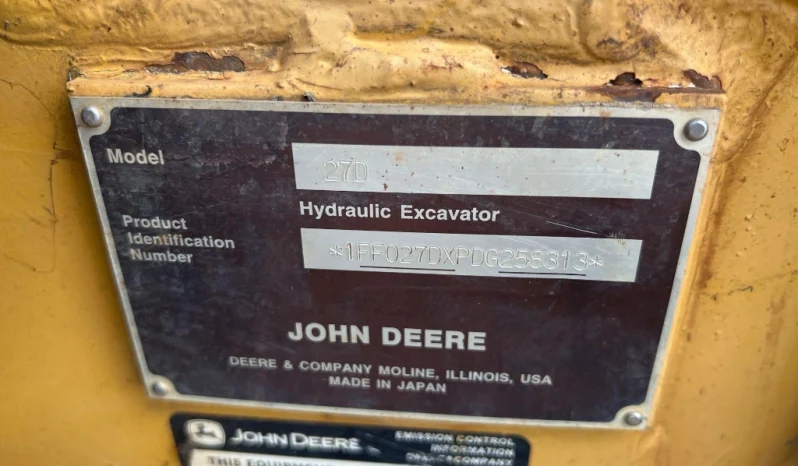 Model 27D
Hydraulic Excavator
Product
Identification
Number
*1FF027DXPDG258313*
JOHN DEERE
DEERE & COMPANY MOLINE, ILLINOIS, USA
MADE IN JAPAN
JOHN DEERE
EMISSION CONTROL
INFORMATION
THIS